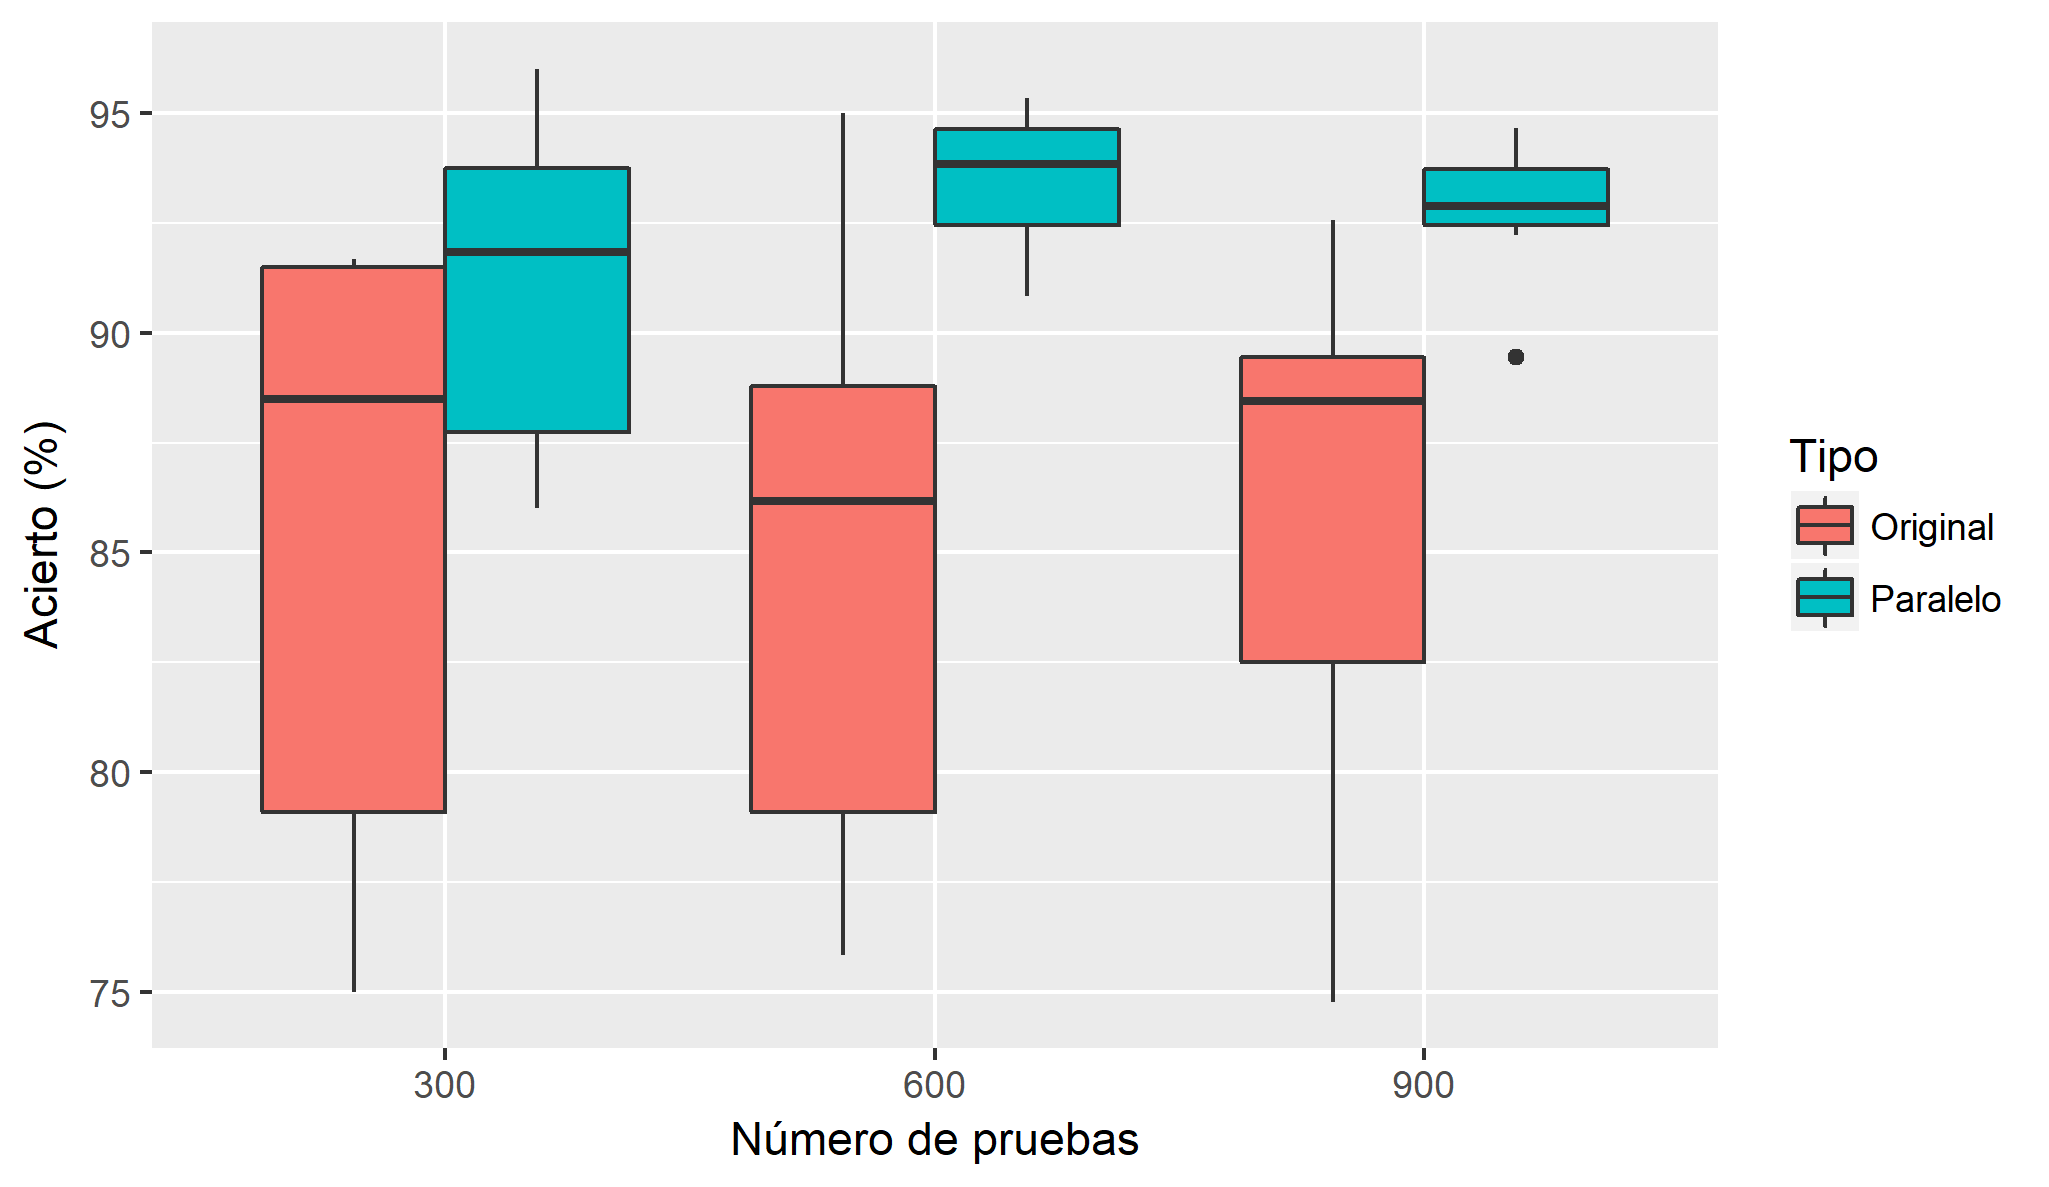 95
90
85
80
75
Acierto (%)
300
600
900
Número de pruebas
Tipo
Original
Paralelo